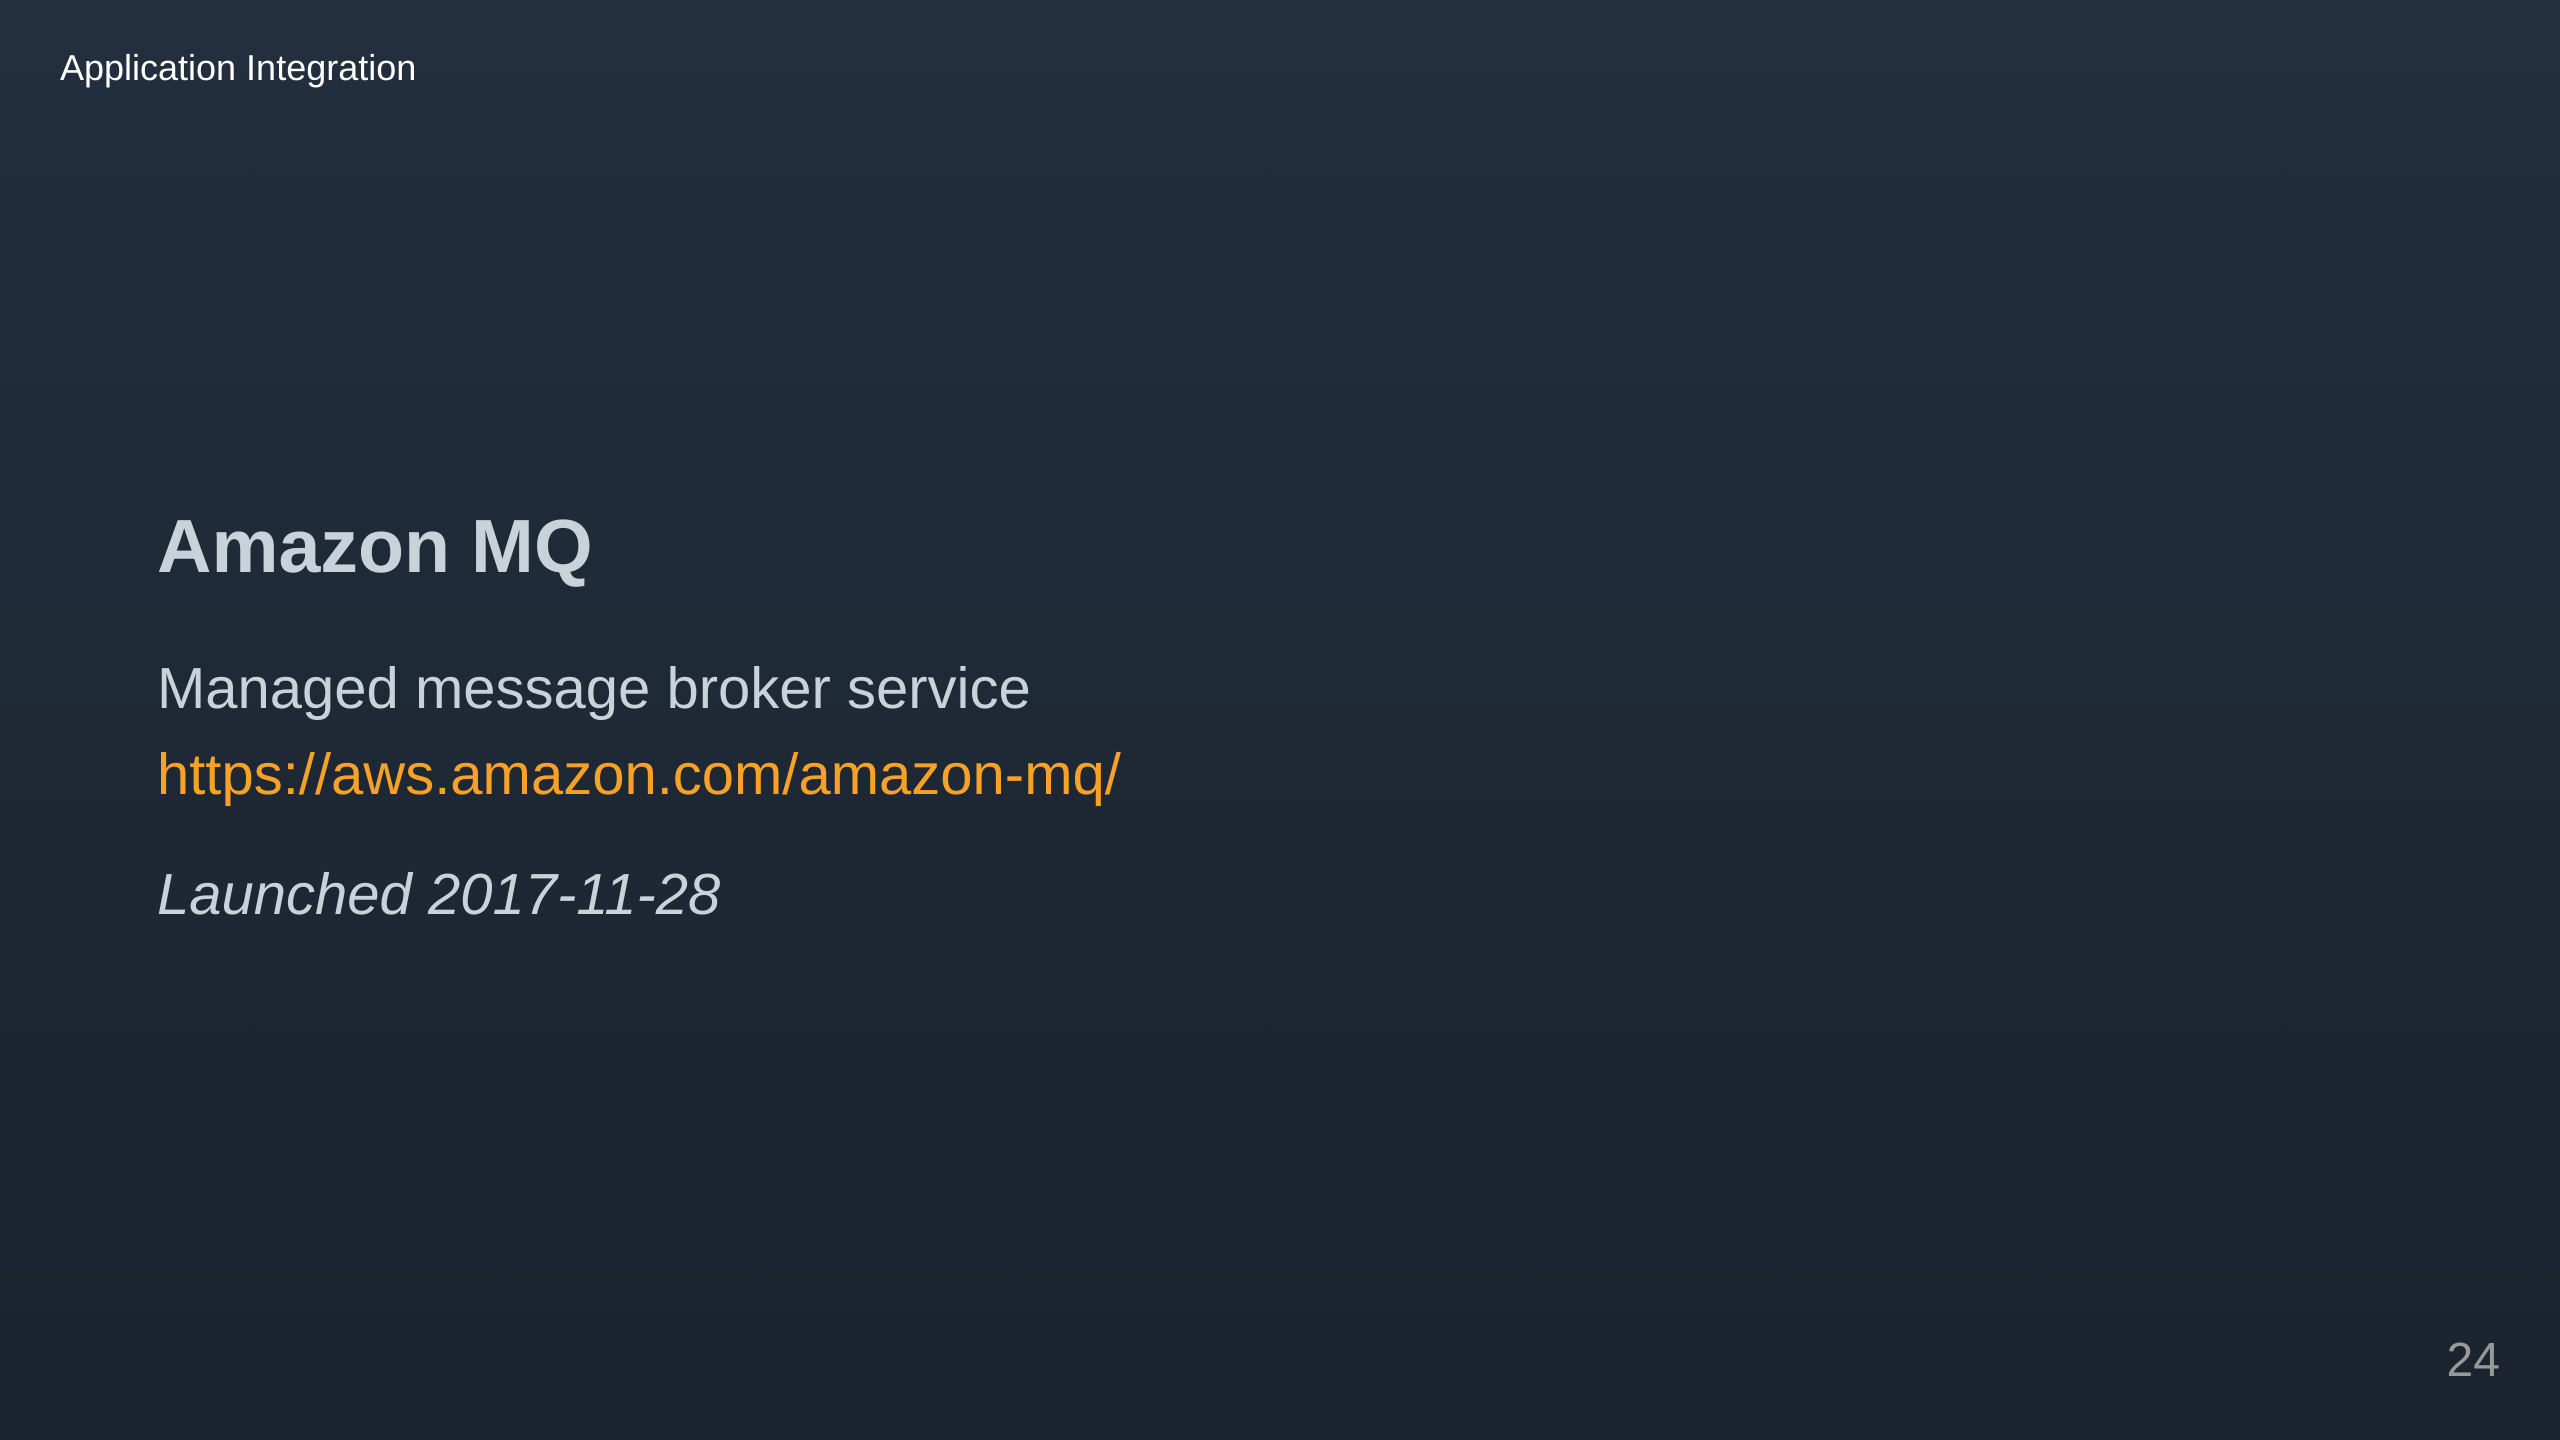 Application Integration
Amazon MQ
Managed message broker service
https://aws.amazon.com/amazon-mq/
Launched 2017-11-28
24